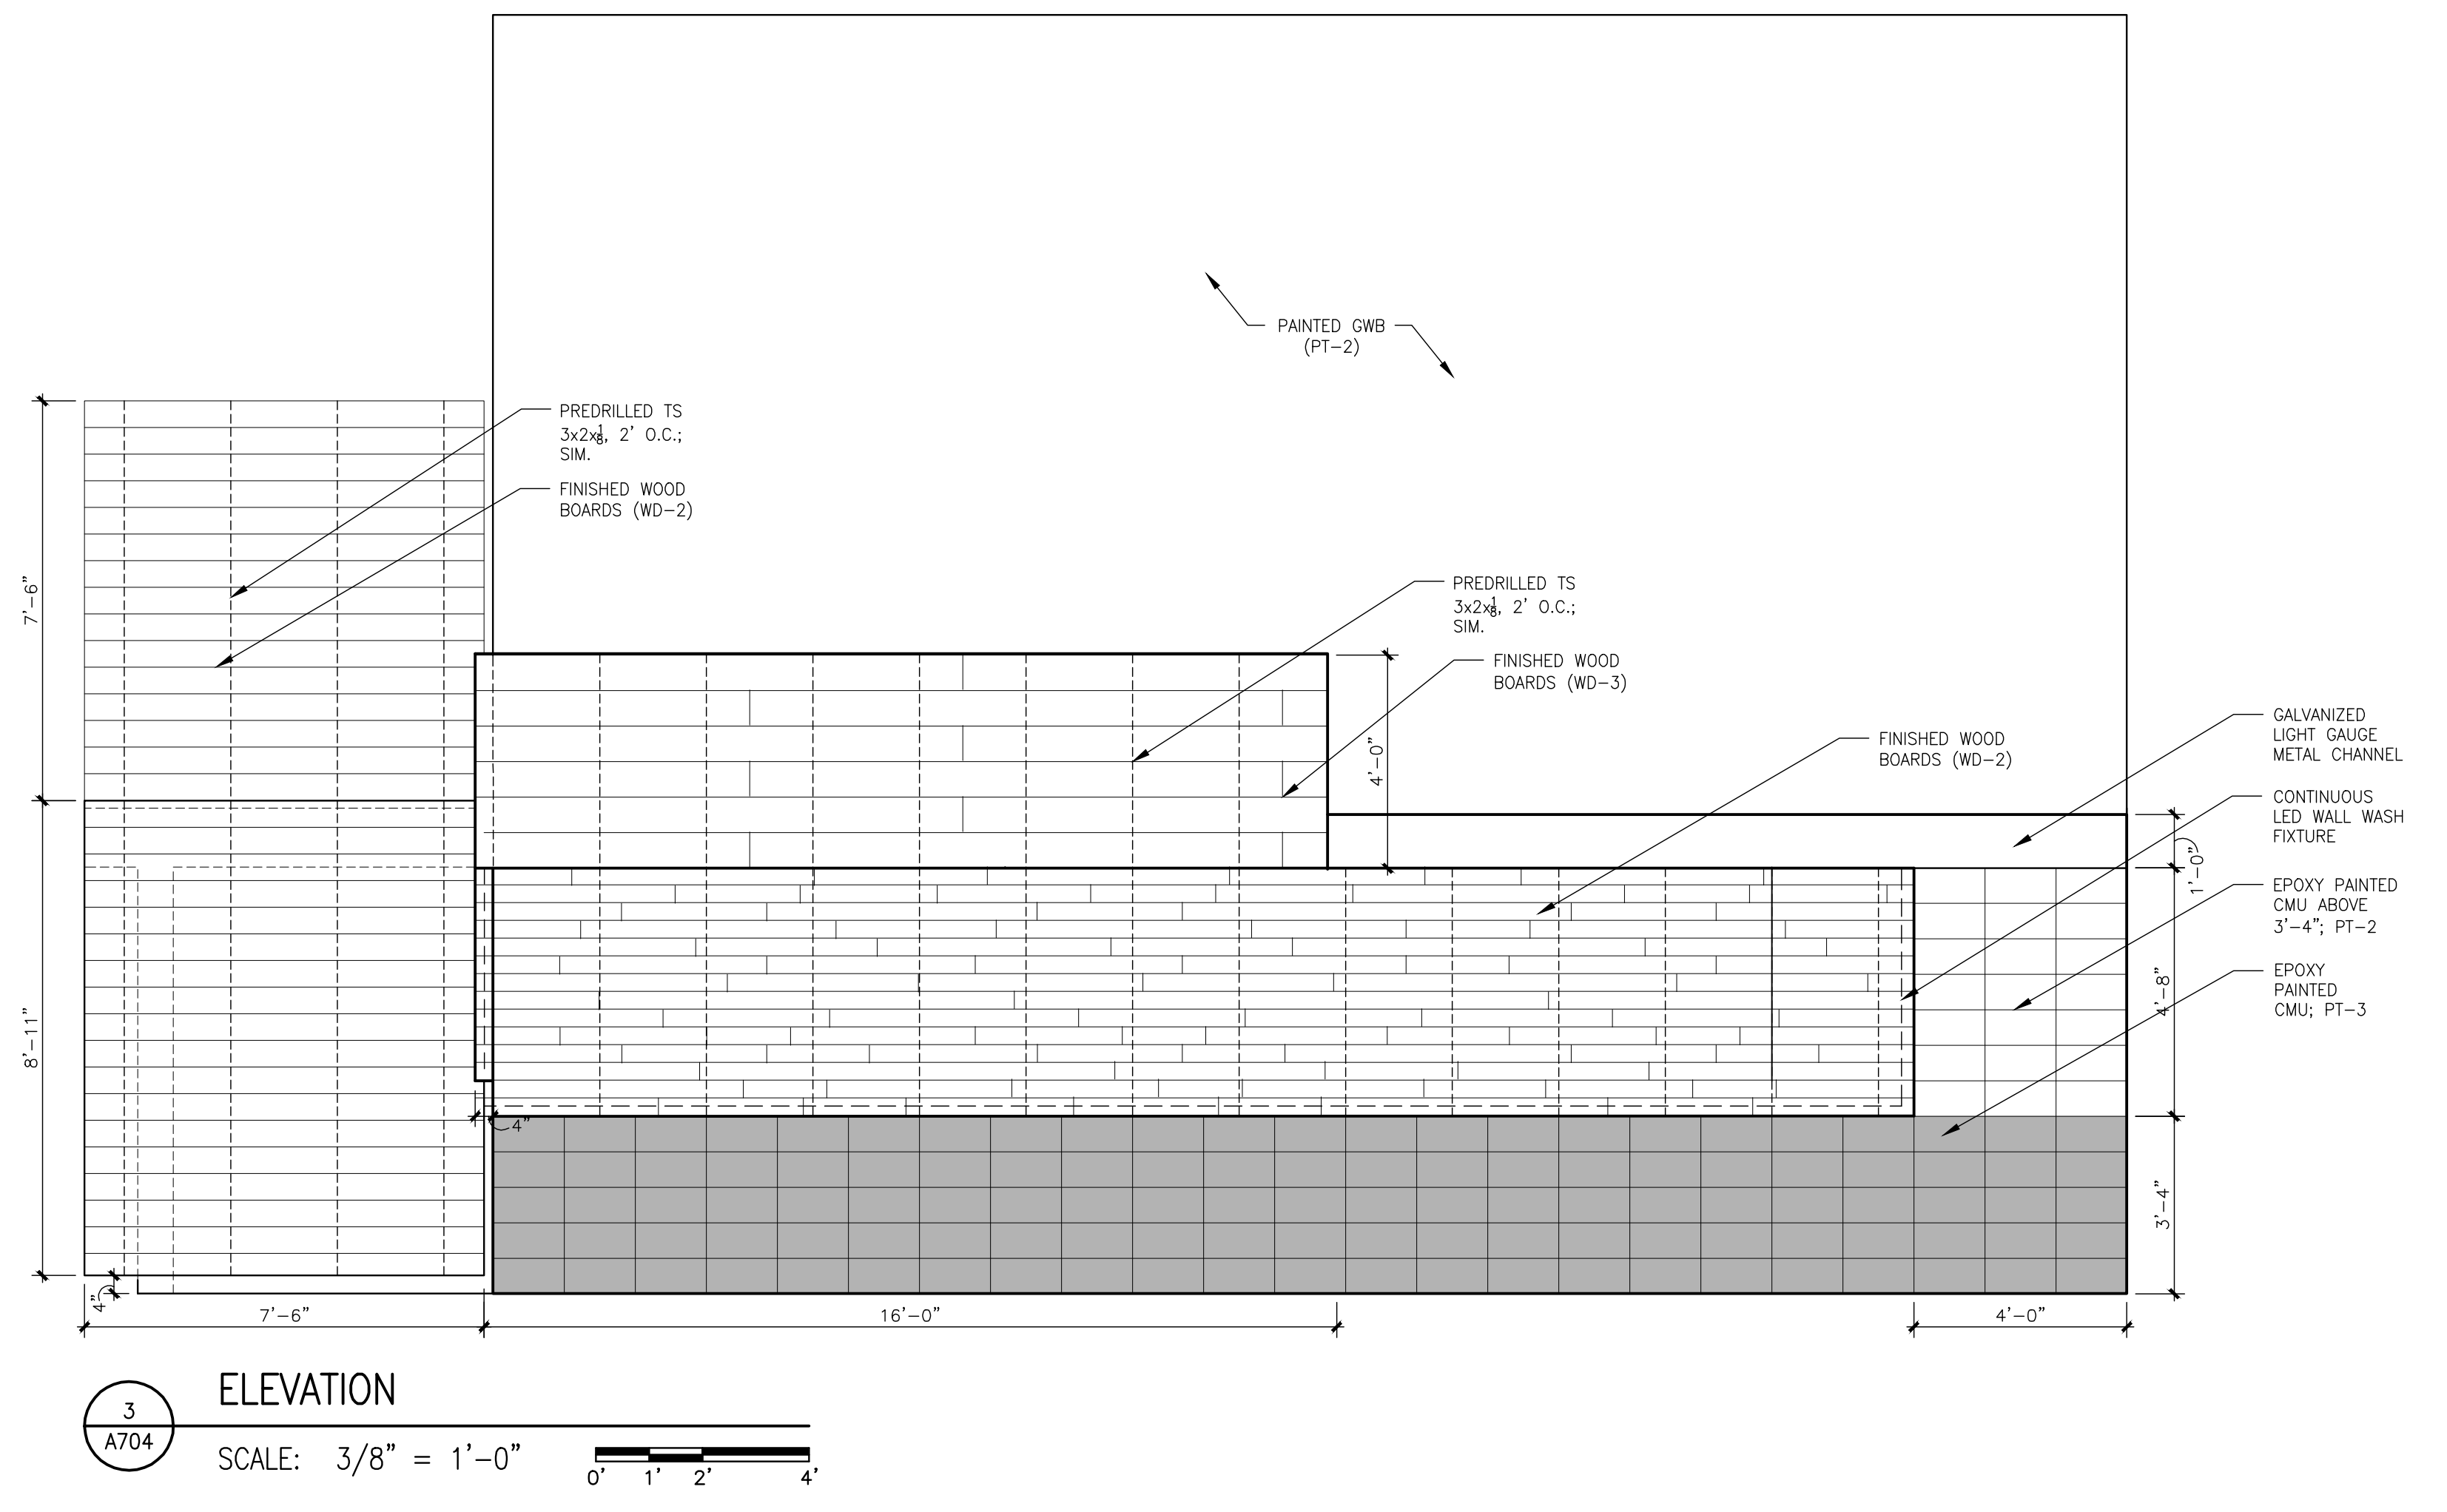 PAINTED GWB
(PT-2)
PREDRILLED TS
3x2x1/8, 2' O.C.;
SIM.
FINISHED WOOD
BOARDS (WD-2)
7'-6"
PREDRILLED TS
3x2x1/8, 2' O.C.;
SIM.
FINISHED WOOD
BOARDS (WD-3)
4'-0"
FINISHED WOOD
BOARDS (WD-2)
GALVANIZED
LIGHT GAUGE
METAL CHANNEL
CONTINUOUS
LED WALL WASH
FIXTURE
1'-0"
EPOXY PAINTED
CMU ABOVE
3'-4"; PT-2
EPOXY
PAINTED
CMU; PT-3
4'-8"
8'-11"
4"
3'-4"
4"
7'-6"
16'-0"
4'-0"
3
A704
ELEVATION
SCALE: 3/8" = 1'-0"
0' 1' 2' 4'